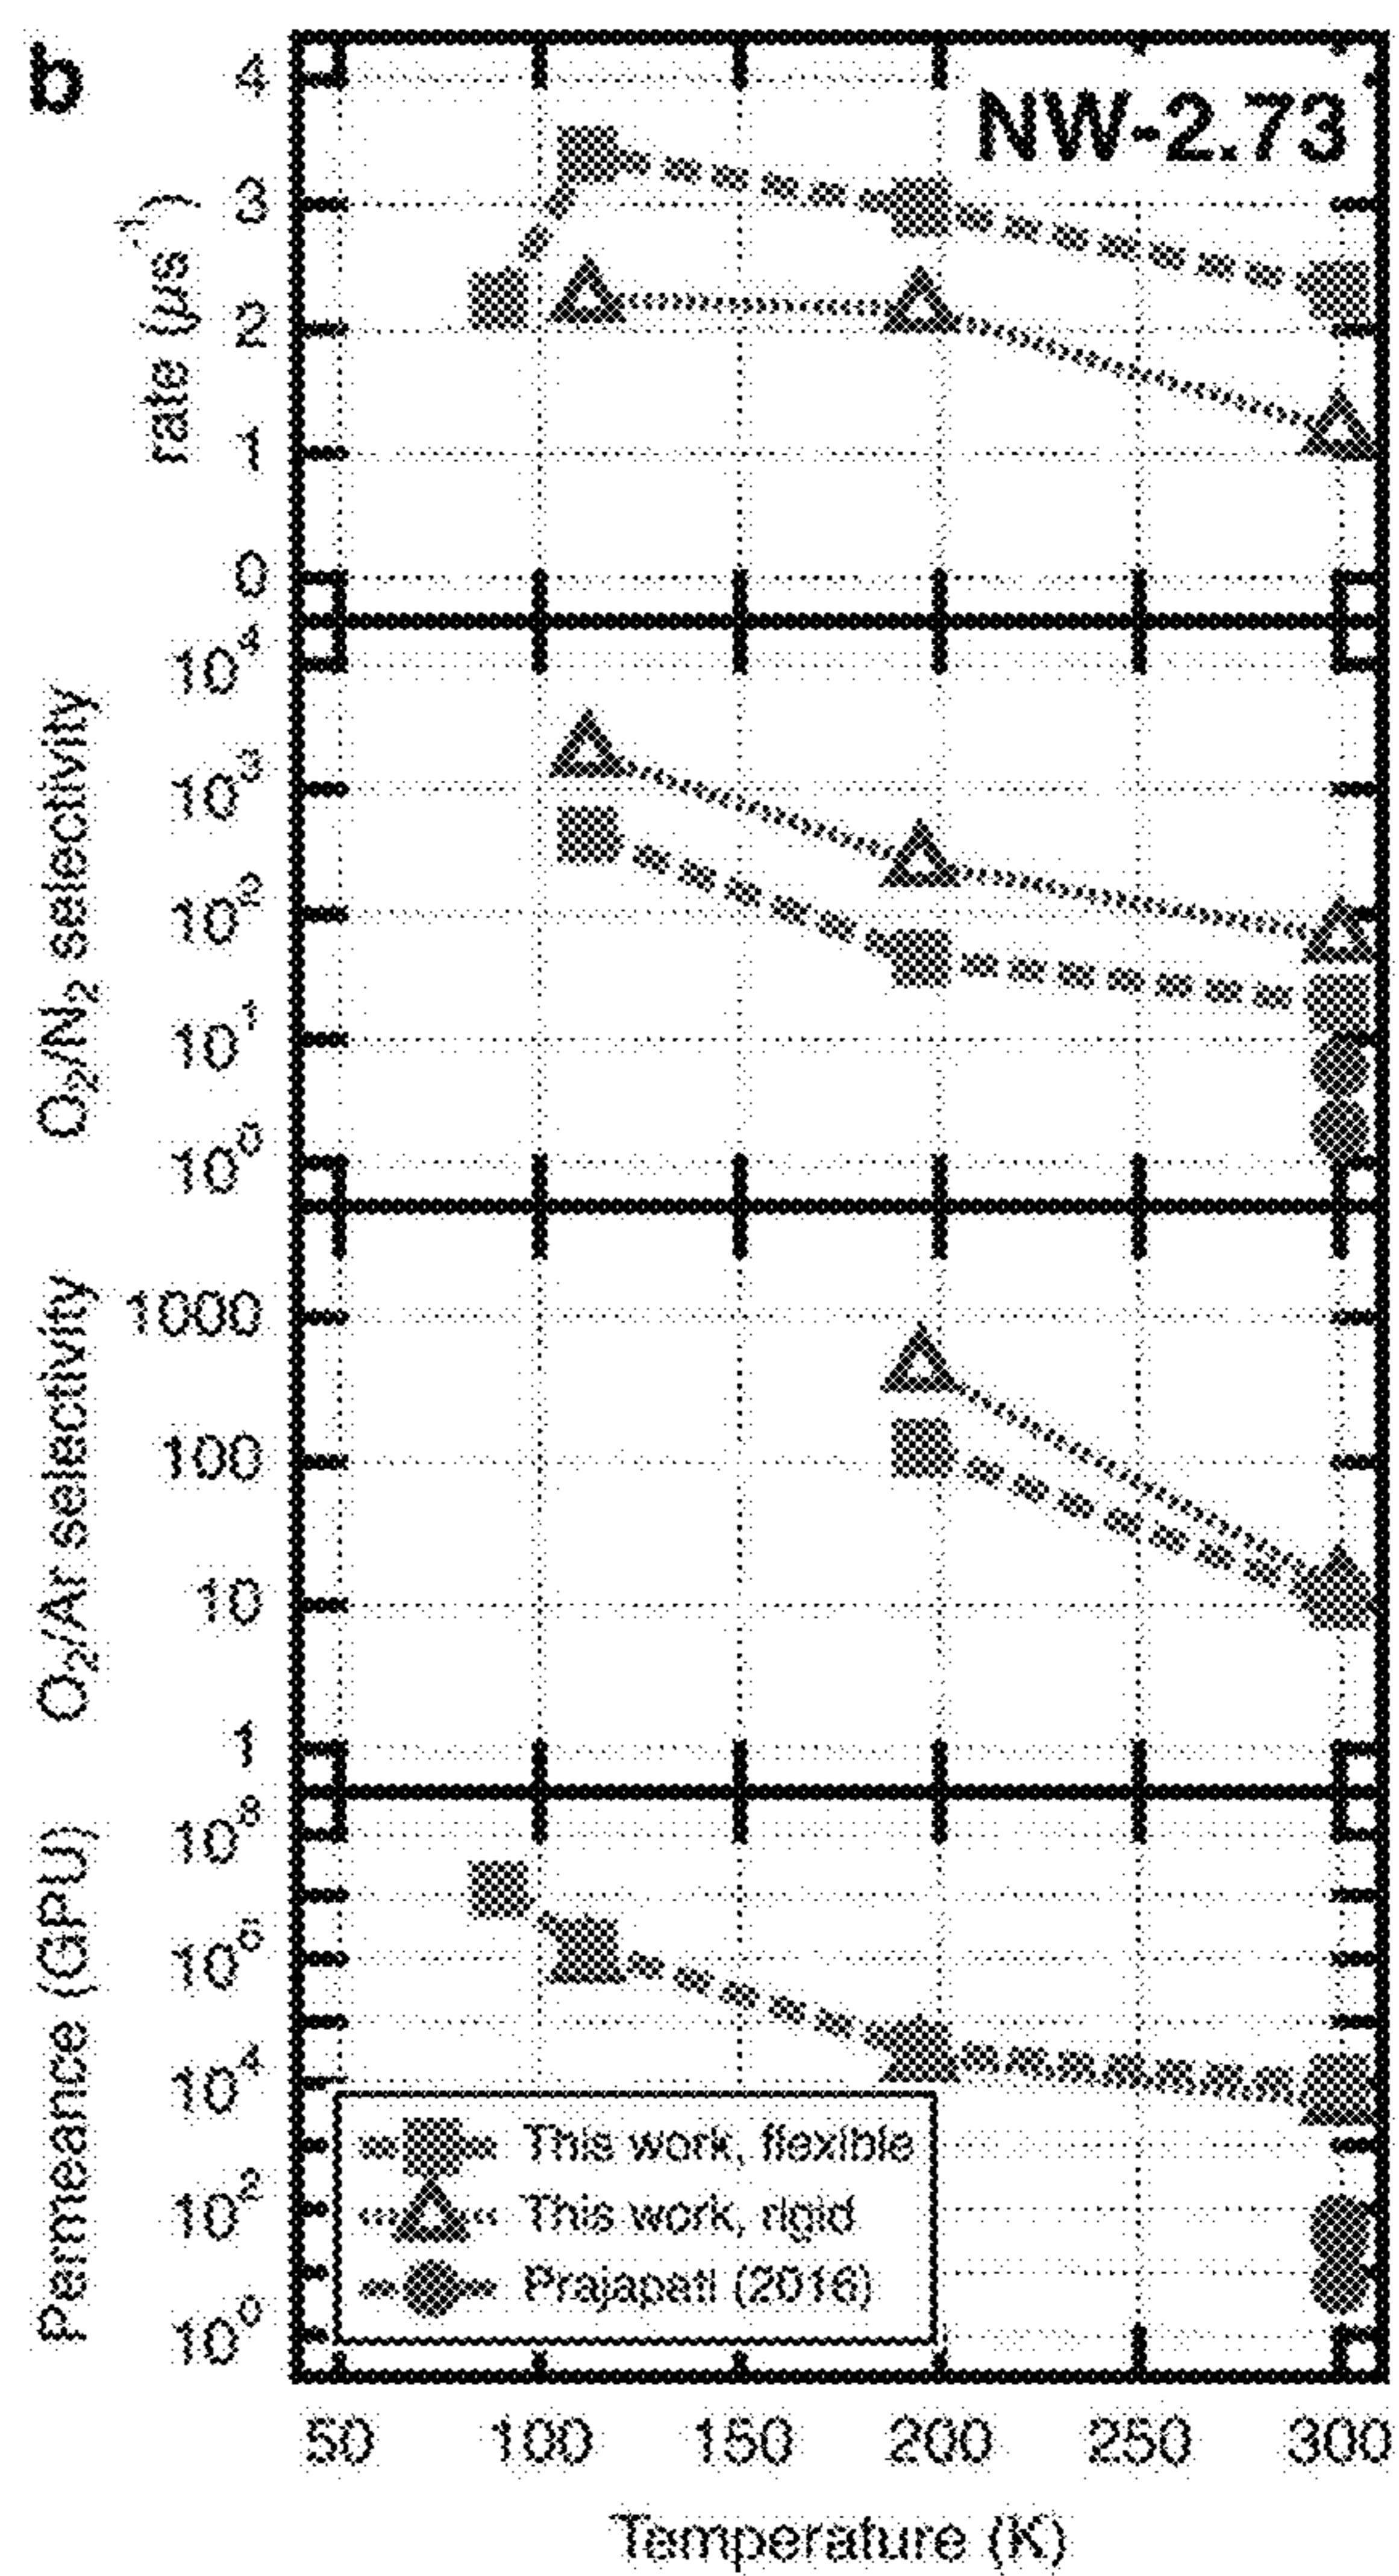 b
NW-2.73
rate (μs⁻¹)
4
3
2
1
0
O₂/N₂ selectivity
10⁴
10³
10²
10¹
10⁰
O₂/Ar selectivity
1000
100
10
1
Permeance (GPU)
10⁸
10⁶
10⁴
10²
10⁰
This work, flexible
This work, rigid
Prajapati (2016)
50 100 150 200 250 300
Temperature (K)